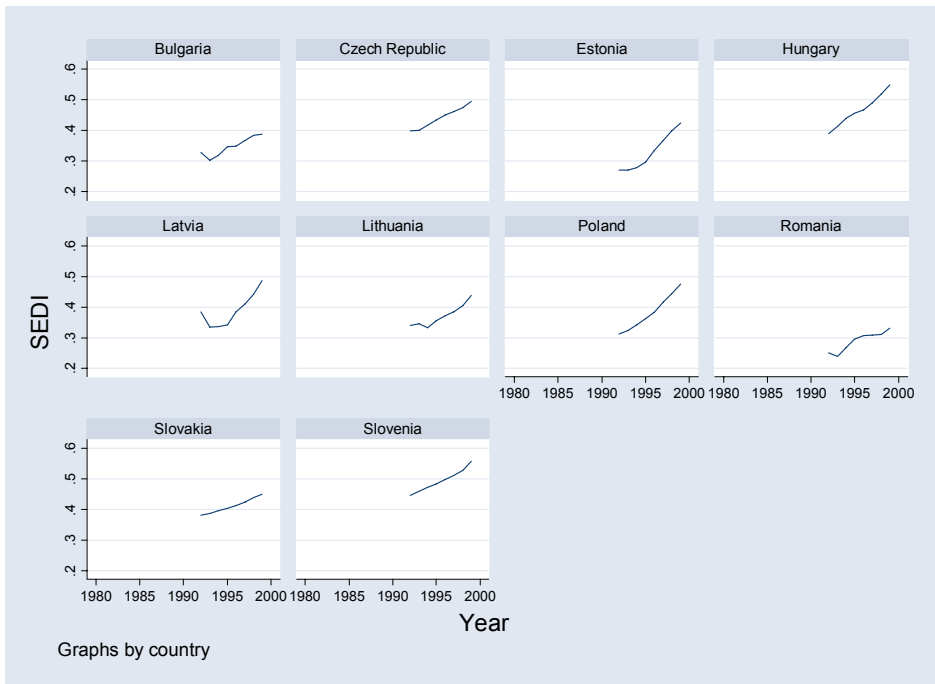 Bulgaria Czech Republic Estonia Hungary
.6
.5
.4
.3
.2
Latvia Lithuania Poland Romania
.6
.5
.4
.3
.2
1980 1985 1990 1995 2000 1980 1985 1990 1995 2000
Slovakia Slovenia
.6
.5
.4
.3
.2
1980 1985 1990 1995 2000 1980 1985 1990 1995 2000
SEDI
Year
Graphs by country